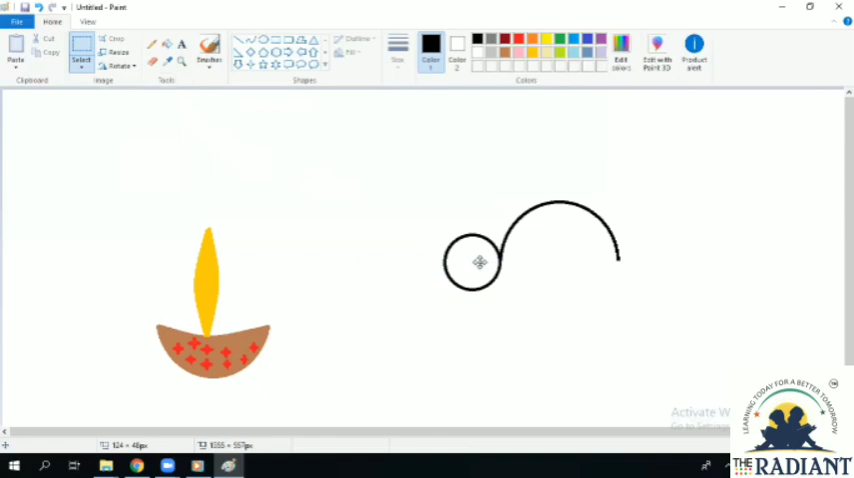 Untitled - Paint
File
Home
View
Paste
Cut
Copy
Clipboard
Select
Crop
Resize
Rotate
Image
A
Tools
Brushes
Shapes
Outline
Fill
Size
Color
1
Color
2
Colors
Edit
colors
Edit with
Paint 3D
Product
alert
Activate W
124 × 48px
LEARNING TODAY FOR A BETTER TOMORROW
THE RADIANT